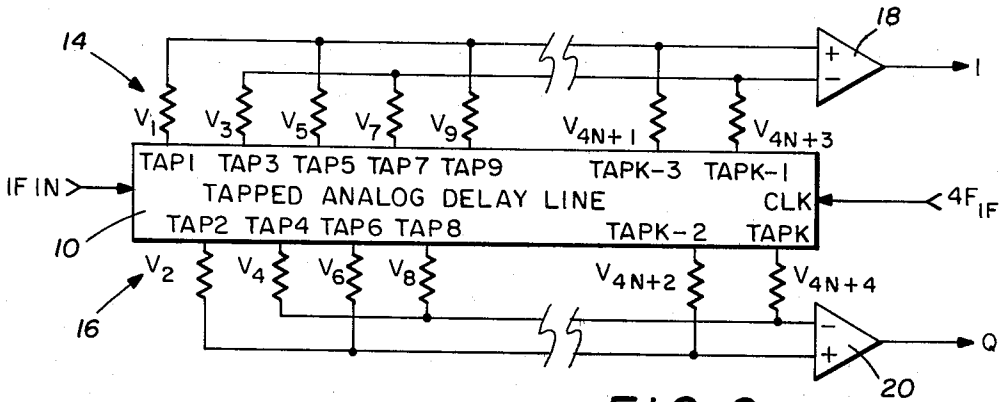 14
18
+
−
I
V1 V3 V5 V7 V9 V4N+1 V4N+3
TAP1 TAP3 TAP5 TAP7 TAP9 TAPK-3 TAPK-1
IF IN
TAPPED ANALOG DELAY LINE
CLK
4FIF
10
TAP2 TAP4 TAP6 TAP8 TAPK-2 TAPK
V2 V4 V6 V8 V4N+2 V4N+4
16
−
+
Q
20